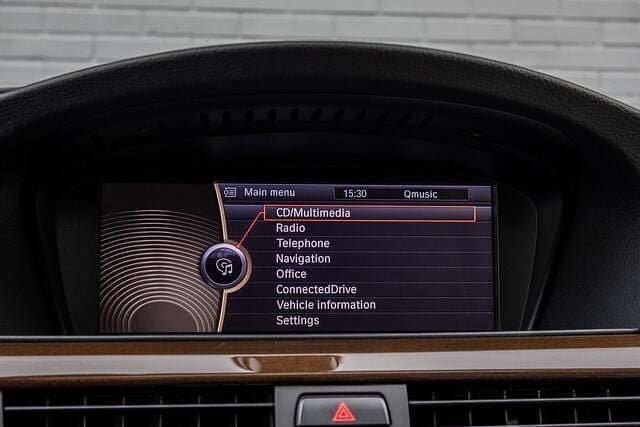 Main menu 15:30 Qmusic
CD/Multimedia
Radio
Telephone
Navigation
Office
ConnectedDrive
Vehicle information
Settings